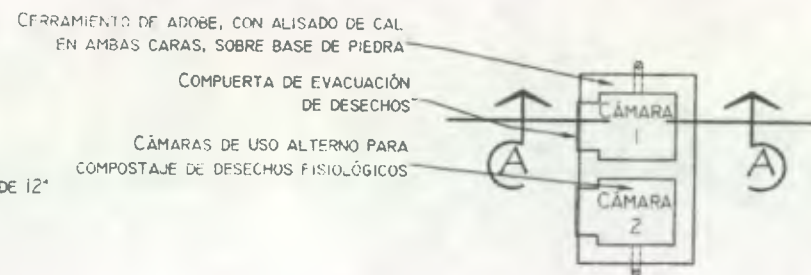 CERRAMIENTO DE ADOBE, CON ALISADO DE CAL
EN AMBAS CARAS, SOBRE BASE DE PIEDRA
COMPUERTA DE EVACUACIÓN
DE DESECHOS
CÁMARAS DE USO ALTERNO PARA
COMPOSTAJE DE DESECHOS FISIOLÓGICOS
DE 12"
CÁMARA
1
CÁMARA
2
A
A